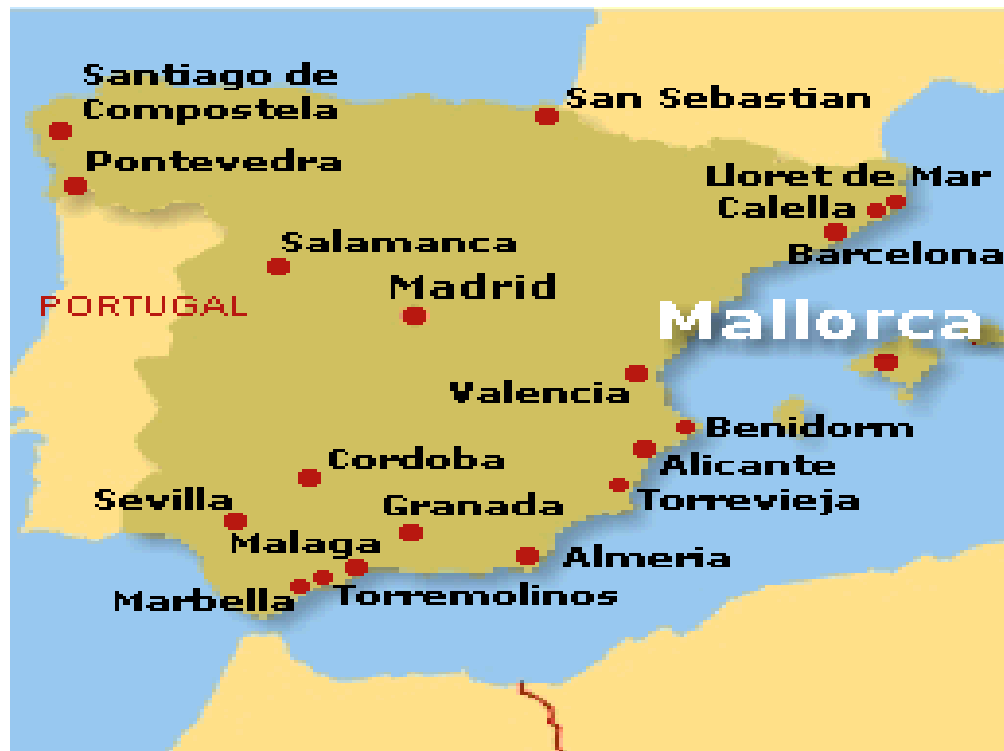 Santiago de
Compostela
San Sebastian
Pontevedra
Lloret de Mar
Calella
Salamanca
Barcelona
Madrid
PORTUGAL
Mallorca
Valencia
Benidorm
Cordoba
Alicante
Sevilla
Granada
Torrevieja
Malaga
Almeria
Marbella
Torremolinos